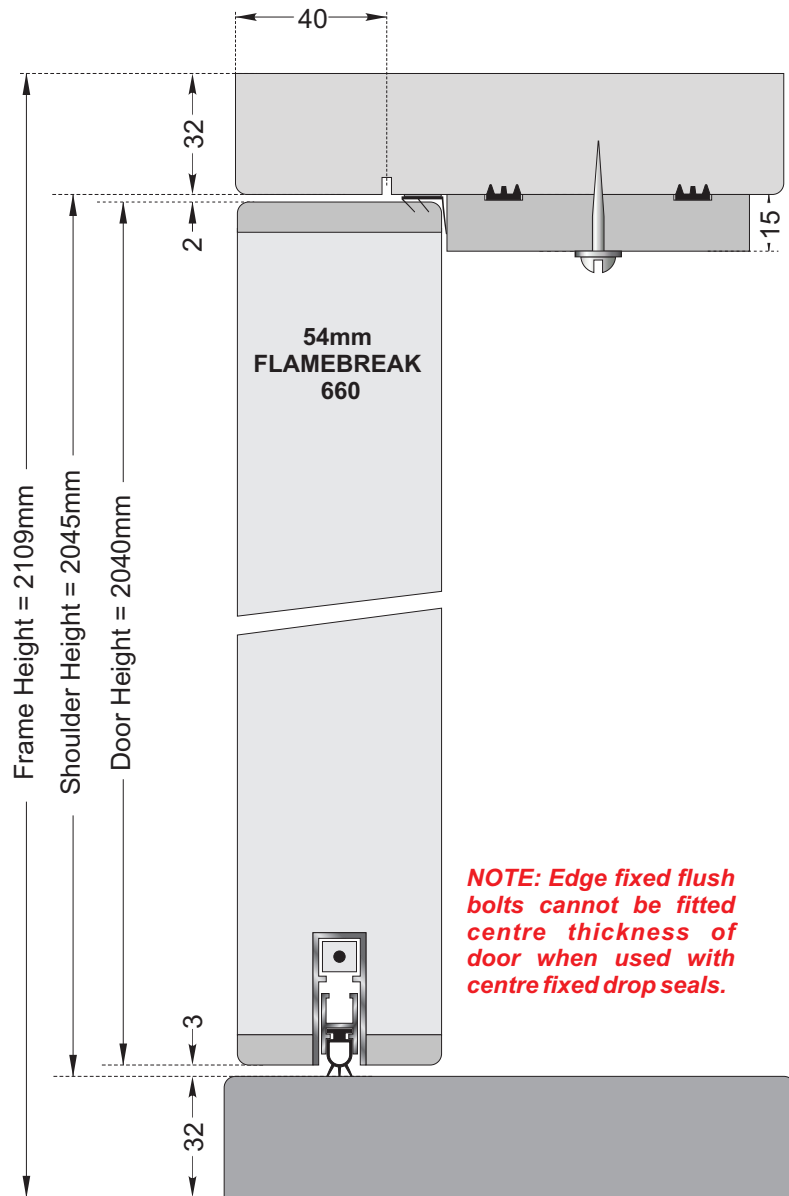 40
32
2
15
54mm
FLAMEBREAK
660
Frame Height = 2109mm
Shoulder Height = 2045mm
Door Height = 2040mm
NOTE: Edge fixed flush
bolts cannot be fitted
centre thickness of
door when used with
centre fixed drop seals.
3
32